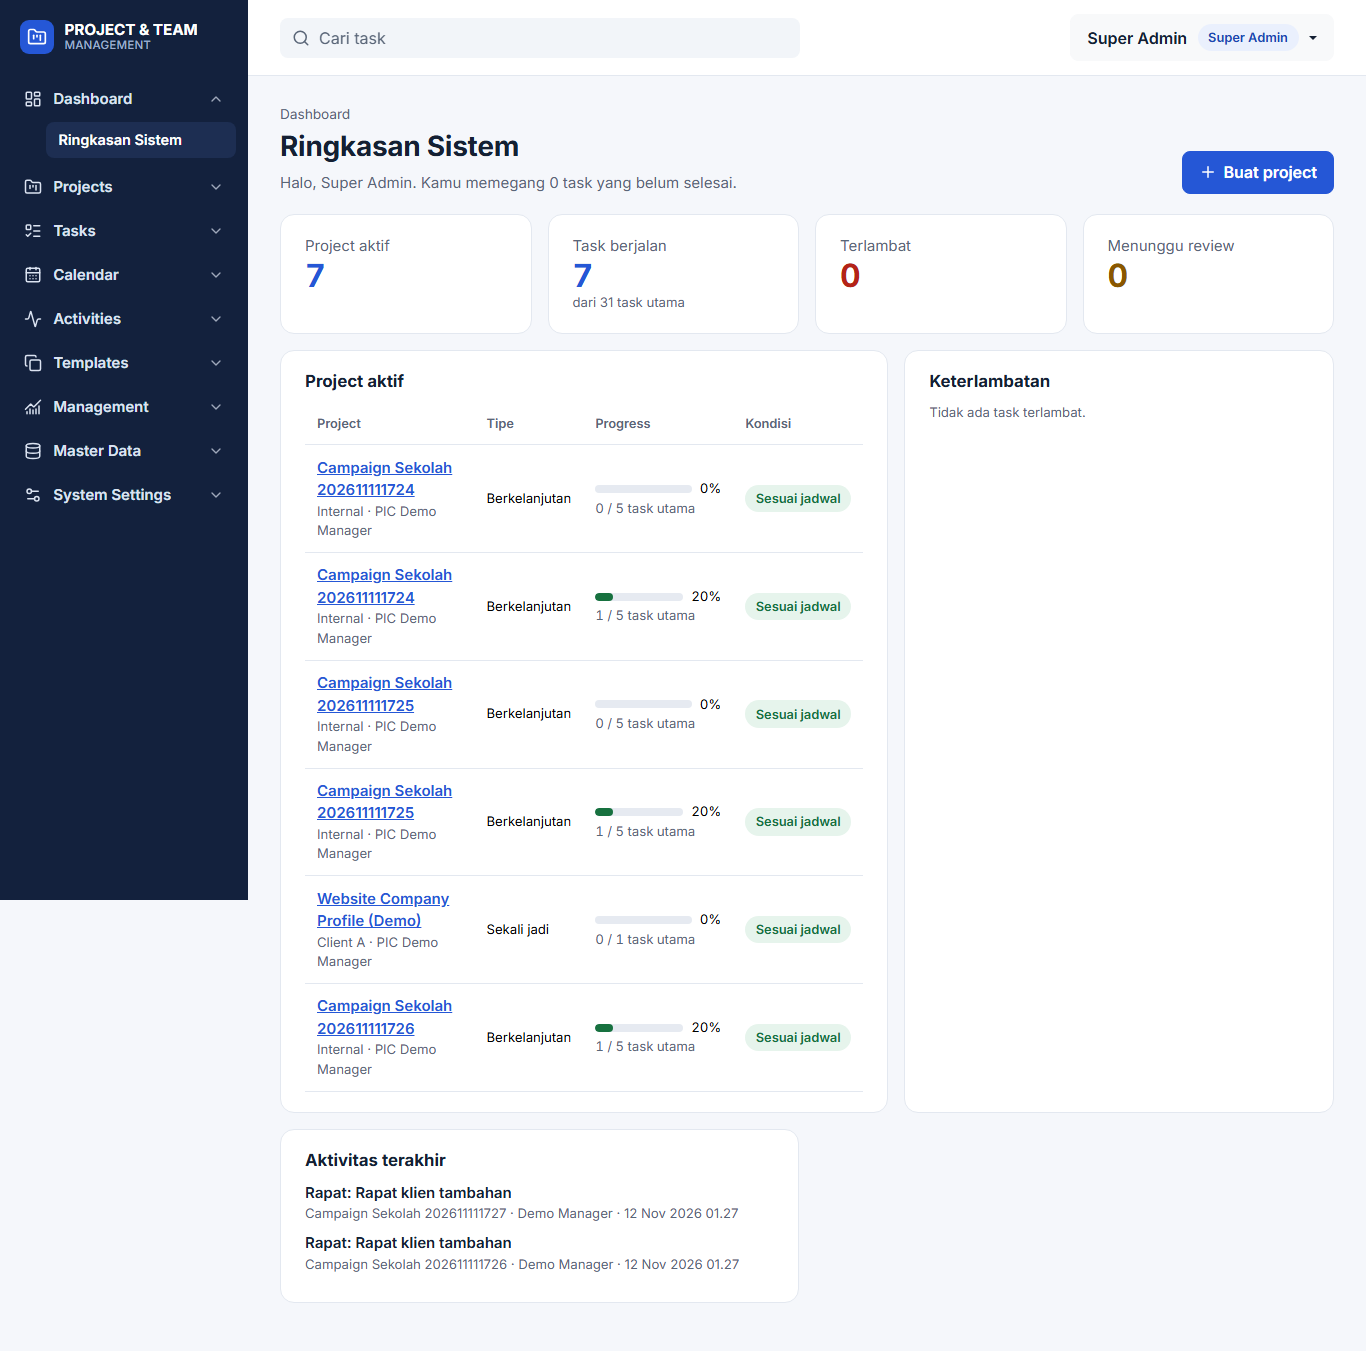 PROJECT & TEAM
MANAGEMENT
Dashboard
Ringkasan Sistem
Projects
Tasks
Calendar
Activities
Templates
Management
Master Data
System Settings
Cari task
Super Admin Super Admin
Dashboard
Ringkasan Sistem
Halo, Super Admin. Kamu memegang 0 task yang belum selesai.
+ Buat project
Project aktif
7
Task berjalan
7
dari 31 task utama
Terlambat
0
Menunggu review
0
Project aktif
Project Tipe Progress Kondisi
Campaign Sekolah
202611111724
Internal · PIC Demo
Manager
Berkelanjutan
0%
0 / 5 task utama
Sesuai jadwal
Campaign Sekolah
202611111724
Internal · PIC Demo
Manager
Berkelanjutan
20%
1 / 5 task utama
Sesuai jadwal
Campaign Sekolah
202611111725
Internal · PIC Demo
Manager
Berkelanjutan
0%
0 / 5 task utama
Sesuai jadwal
Campaign Sekolah
202611111725
Internal · PIC Demo
Manager
Berkelanjutan
20%
1 / 5 task utama
Sesuai jadwal
Website Company
Profile (Demo)
Client A · PIC Demo
Manager
Sekali jadi
0%
0 / 1 task utama
Sesuai jadwal
Campaign Sekolah
202611111726
Internal · PIC Demo
Manager
Berkelanjutan
20%
1 / 5 task utama
Sesuai jadwal
Keterlambatan
Tidak ada task terlambat.
Aktivitas terakhir
Rapat: Rapat klien tambahan
Campaign Sekolah 202611111727 · Demo Manager · 12 Nov 2026 01.27
Rapat: Rapat klien tambahan
Campaign Sekolah 202611111726 · Demo Manager · 12 Nov 2026 01.27